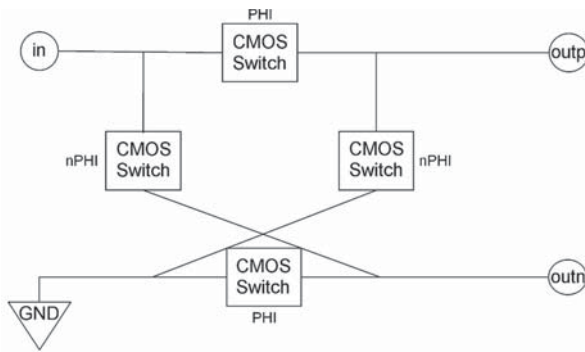 PHI
in
CMOS
Switch
outp
nPHI
CMOS
Switch
CMOS
Switch
nPHI
CMOS
Switch
outn
GND
PHI